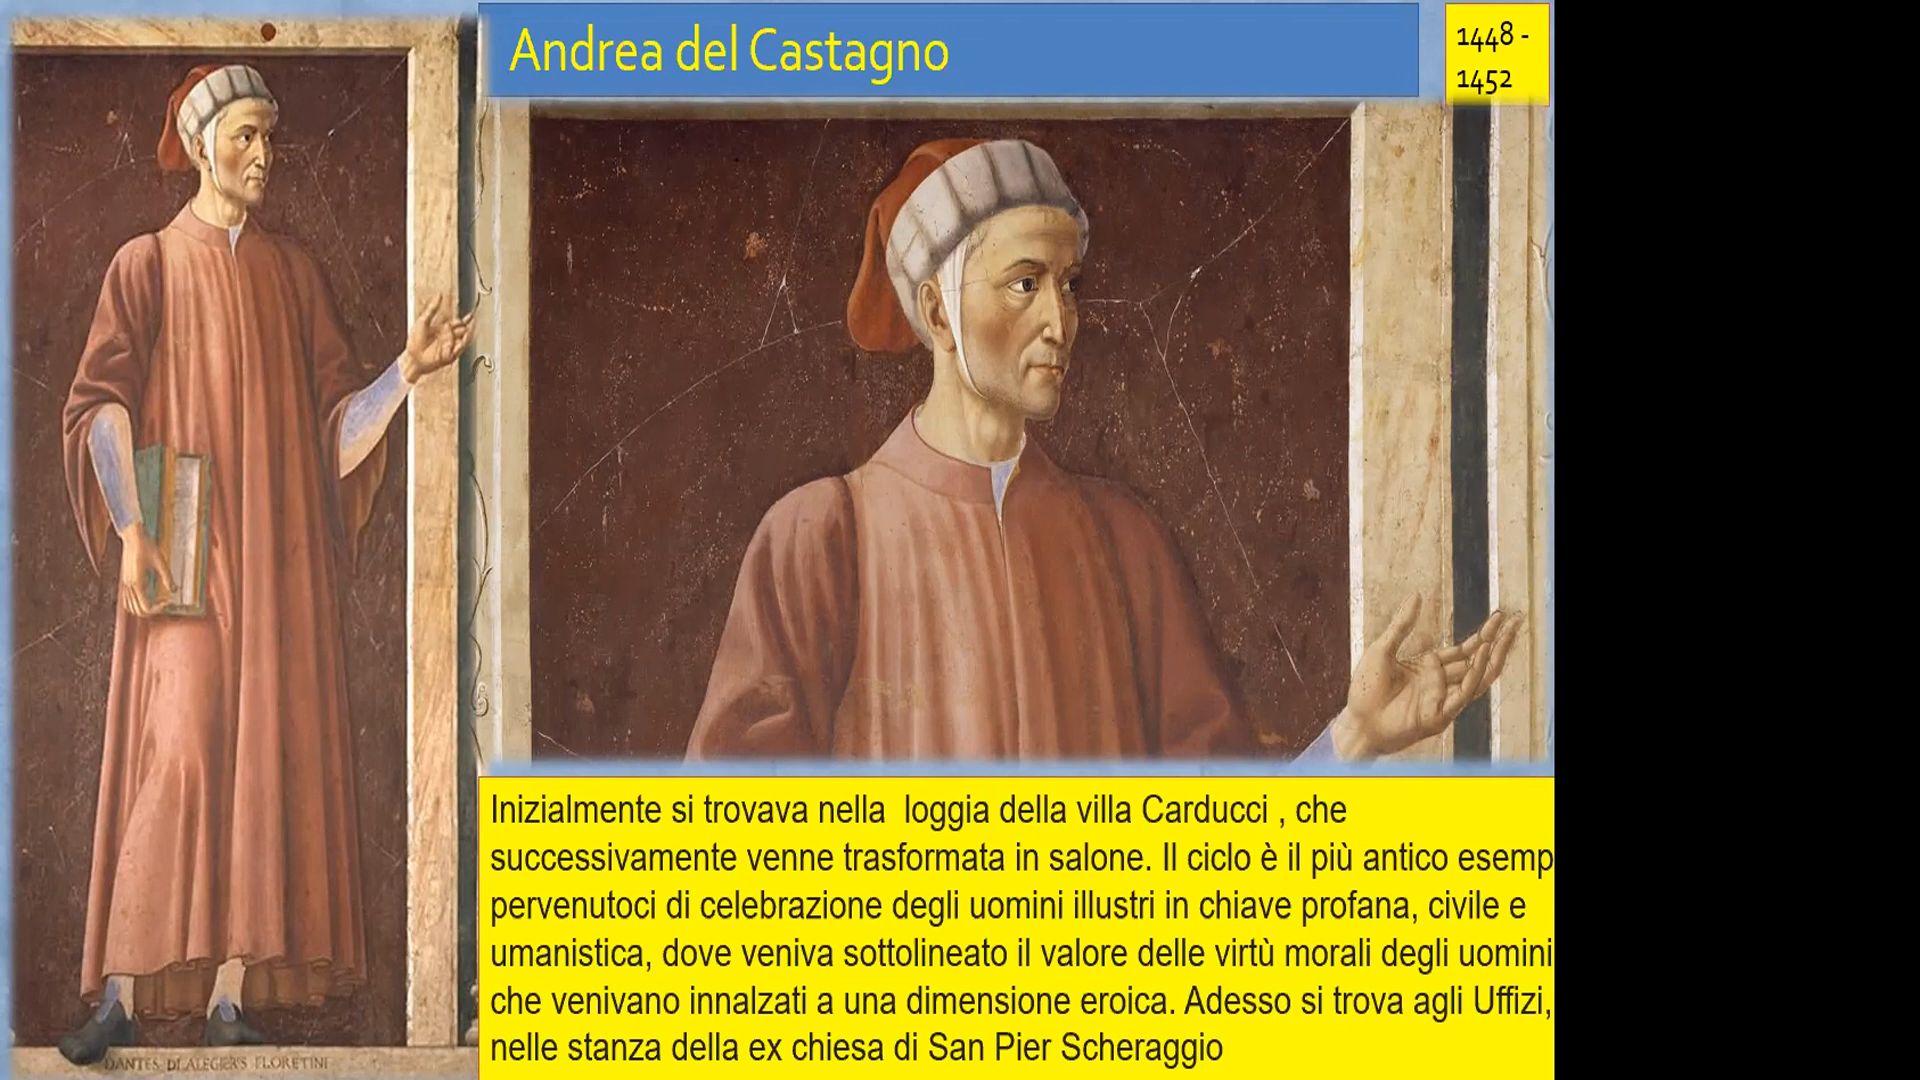 Andrea del Castagno
1448 -
1452
Inizialmente si trovava nella loggia della villa Carducci , che
successivamente venne trasformata in salone. Il ciclo è il più antico esemp
pervenutoci di celebrazione degli uomini illustri in chiave profana, civile e
umanistica, dove veniva sottolineato il valore delle virtù morali degli uomini
che venivano innalzati a una dimensione eroica. Adesso si trova agli Uffizi,
nelle stanza della ex chiesa di San Pier Scheraggio
DANTES DI ALEGIERS FLORETINI